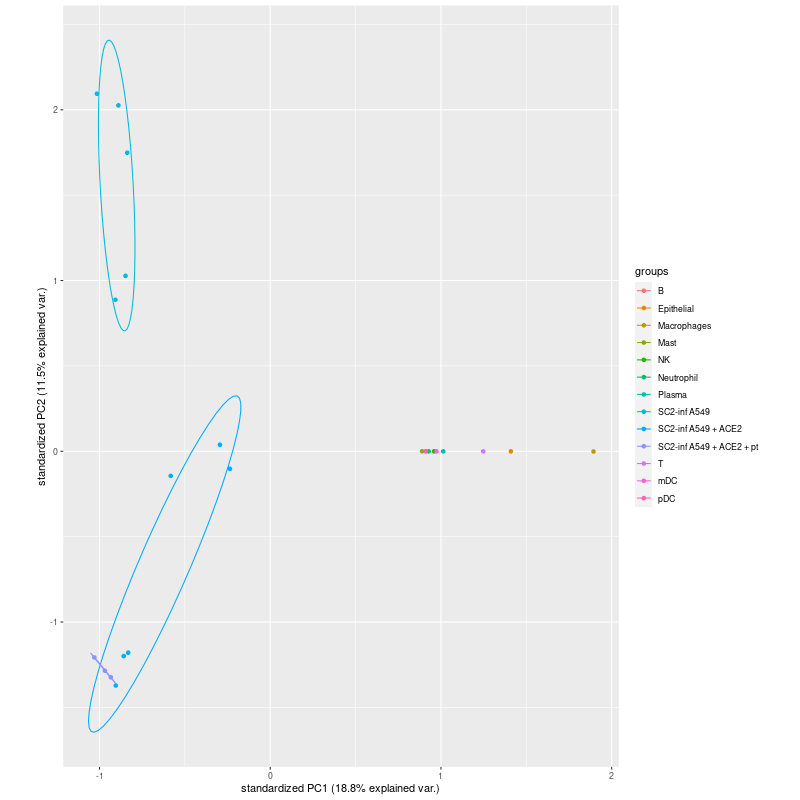 2
1
0
-1
-1
0
1
2
standardized PC1 (18.8% explained var.)
standardized PC2 (11.5% explained var.)
groups
B
Epithelial
Macrophages
Mast
NK
Neutrophil
Plasma
SC2-inf A549
SC2-inf A549 + ACE2
SC2-inf A549 + ACE2 + pt
T
mDC
pDC